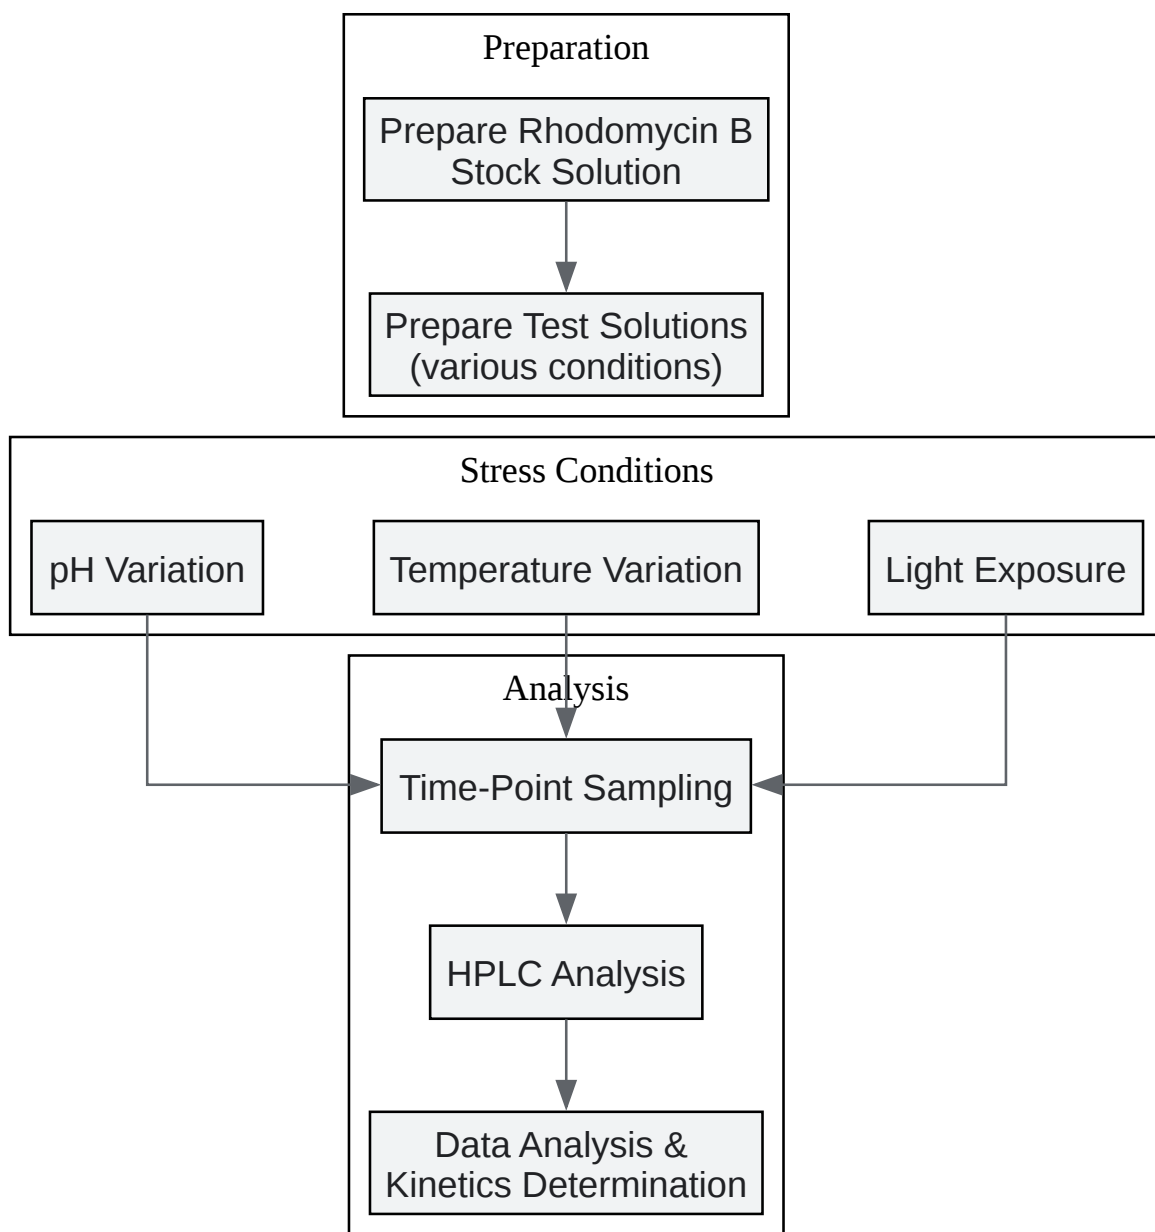 Preparation
Prepare Rhodomycin B
Stock Solution
Prepare Test Solutions
(various conditions)
Stress Conditions
pH Variation
Temperature Variation
Light Exposure
Analysis
Time-Point Sampling
HPLC Analysis
Data Analysis &
Kinetics Determination